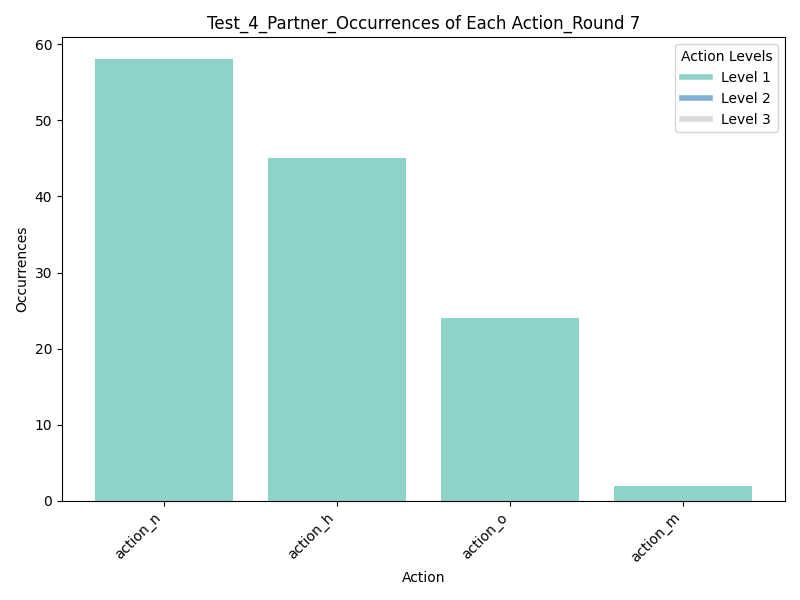 Test_4_Partner_Occurrences of Each Action_Round 7
Action Levels
Level 1
Level 2
Level 3
Occurrences
60
50
40
30
20
10
0
action_n
action_h
action_o
action_m
Action